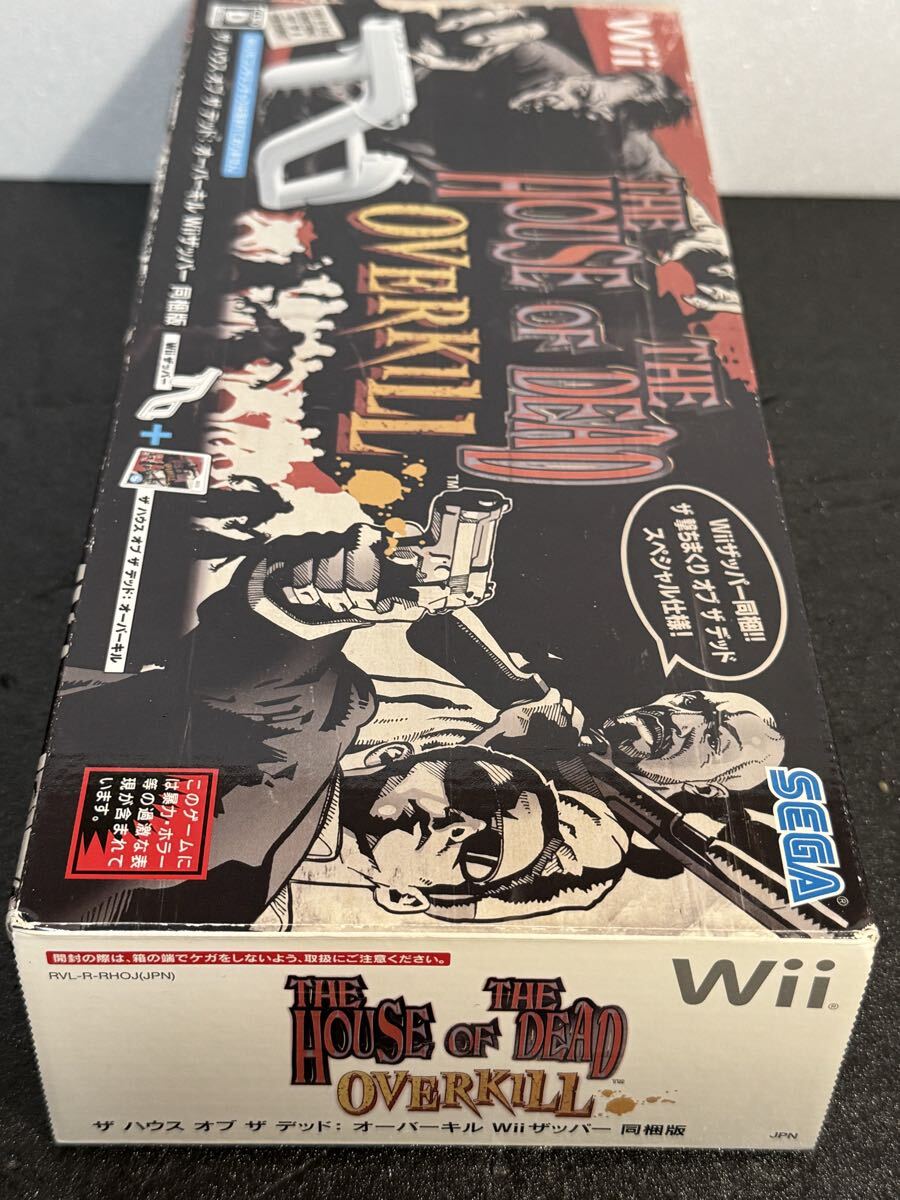 Wii
THE
HOUSE OF THE DEAD
OVERKILL
TM
D
ザ ハウス オブ ザ デッド:オーバーキル Wiiザッパー 同梱版
Wiiザッパー
+
ザ ハウス オブ ザ デッド:オーバーキル
Wiiザッパー同梱!!
ザ 撃ちまくり オブ ザ デッド
スペシャル仕様!
SEGA®
このゲームに
は暴力・ホラー
等の過激な表
現が含まれて
います。
開封の際は、箱の端でケガをしないよう、取扱にご注意ください。
RVL-R-RHOJ(JPN)
Wii®
THE THE
HOUSE OF DEAD
OVERKILL TM
ザ ハウス オブ ザ デッド: オーバーキル Wiiザッパー 同梱版
JPN